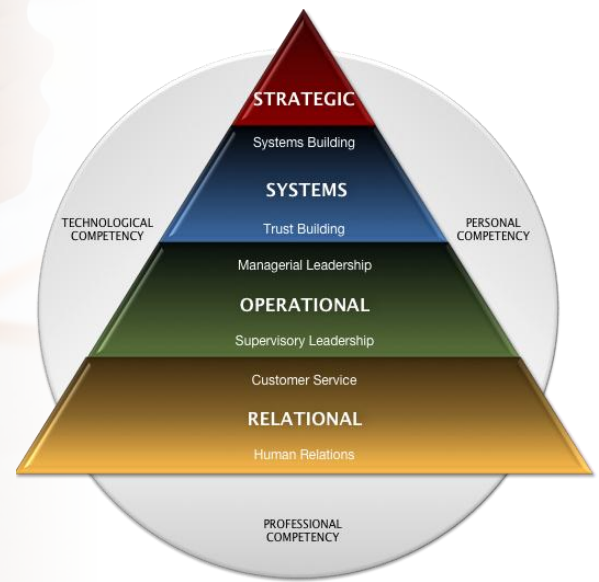 STRATEGIC
Systems Building
SYSTEMS
TECHNOLOGICAL
COMPETENCY
Trust Building
PERSONAL
COMPETENCY
Managerial Leadership
OPERATIONAL
Supervisory Leadership
Customer Service
RELATIONAL
Human Relations
PROFESSIONAL
COMPETENCY